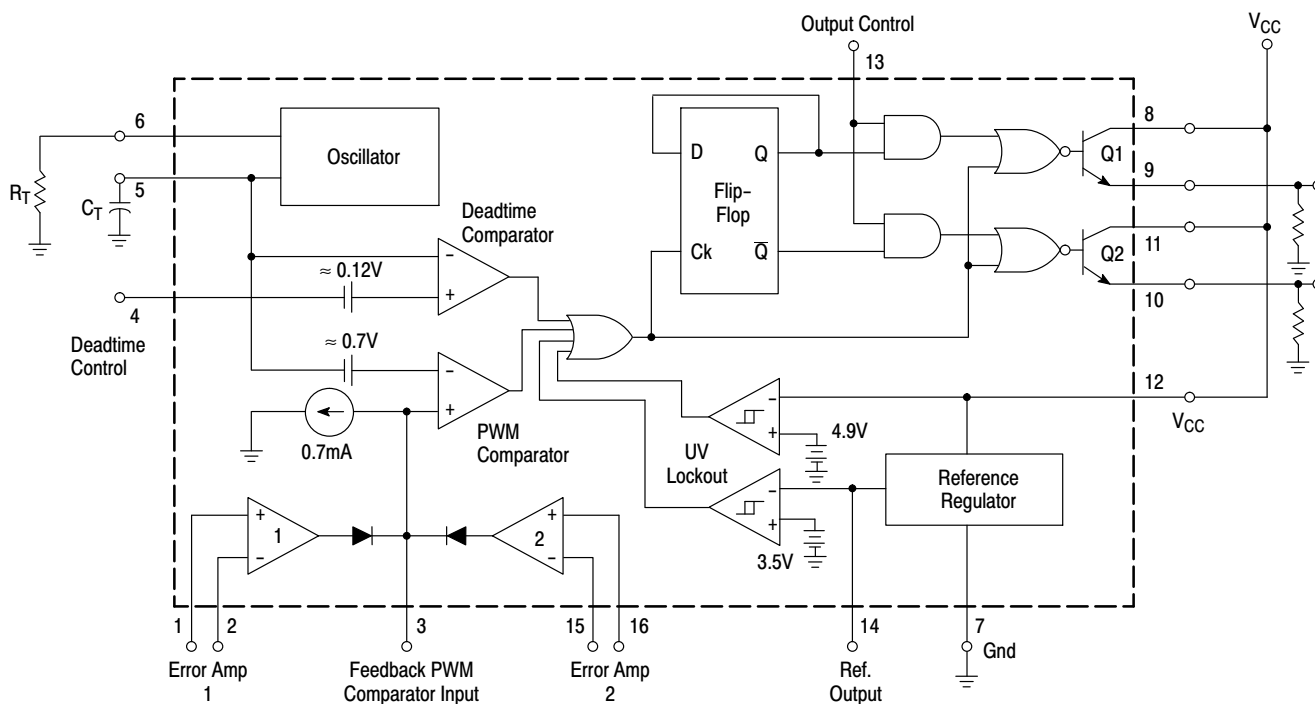 Output Control
13
VCC
6
Oscillator
RT
5
CT
D
Q
Flip-
Flop
Ck
Q̅
8
Q1
9
11
Q2
10
Deadtime
Comparator
≈ 0.12V
−
+
4
Deadtime
Control
≈ 0.7V
−
+
PWM
Comparator
0.7mA
12
VCC
−
+
4.9V
UV
Lockout
−
+
3.5V
Reference
Regulator
+
1
−
+
2
−
1
2
3
15
16
14
7
Error Amp
1
Feedback PWM
Comparator Input
Error Amp
2
Ref.
Output
Gnd